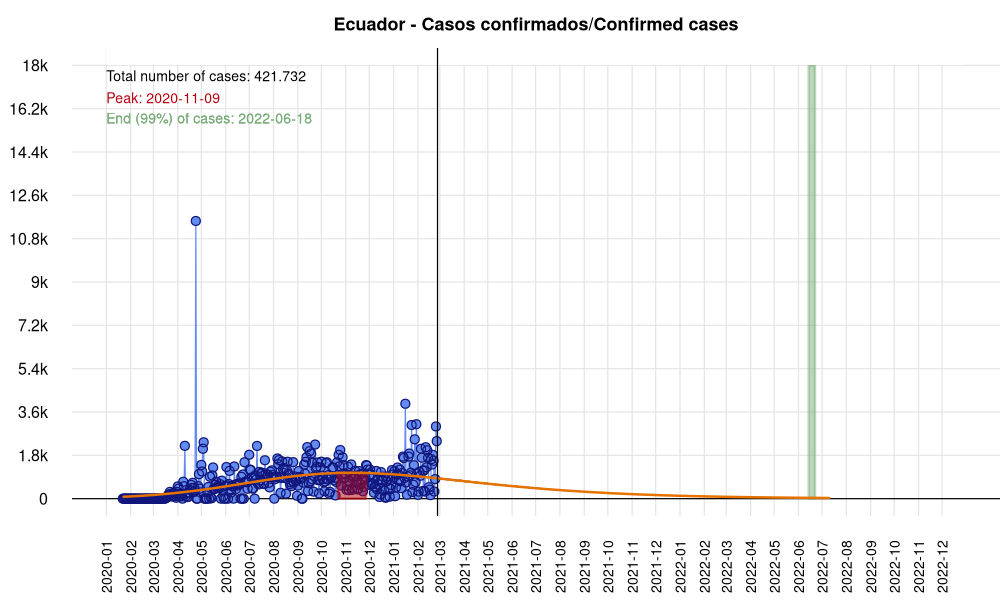 Ecuador - Casos confirmados/Confirmed cases
Total number of cases: 421.732
Peak: 2020-11-09
End (99%) of cases: 2022-06-18
18k
16.2k
14.4k
12.6k
10.8k
9k
7.2k
5.4k
3.6k
1.8k
0
2020-01
2020-02
2020-03
2020-04
2020-05
2020-06
2020-07
2020-08
2020-09
2020-10
2020-11
2020-12
2021-01
2021-02
2021-03
2021-04
2021-05
2021-06
2021-07
2021-08
2021-09
2021-10
2021-11
2021-12
2022-01
2022-02
2022-03
2022-04
2022-05
2022-06
2022-07
2022-08
2022-09
2022-10
2022-11
2022-12